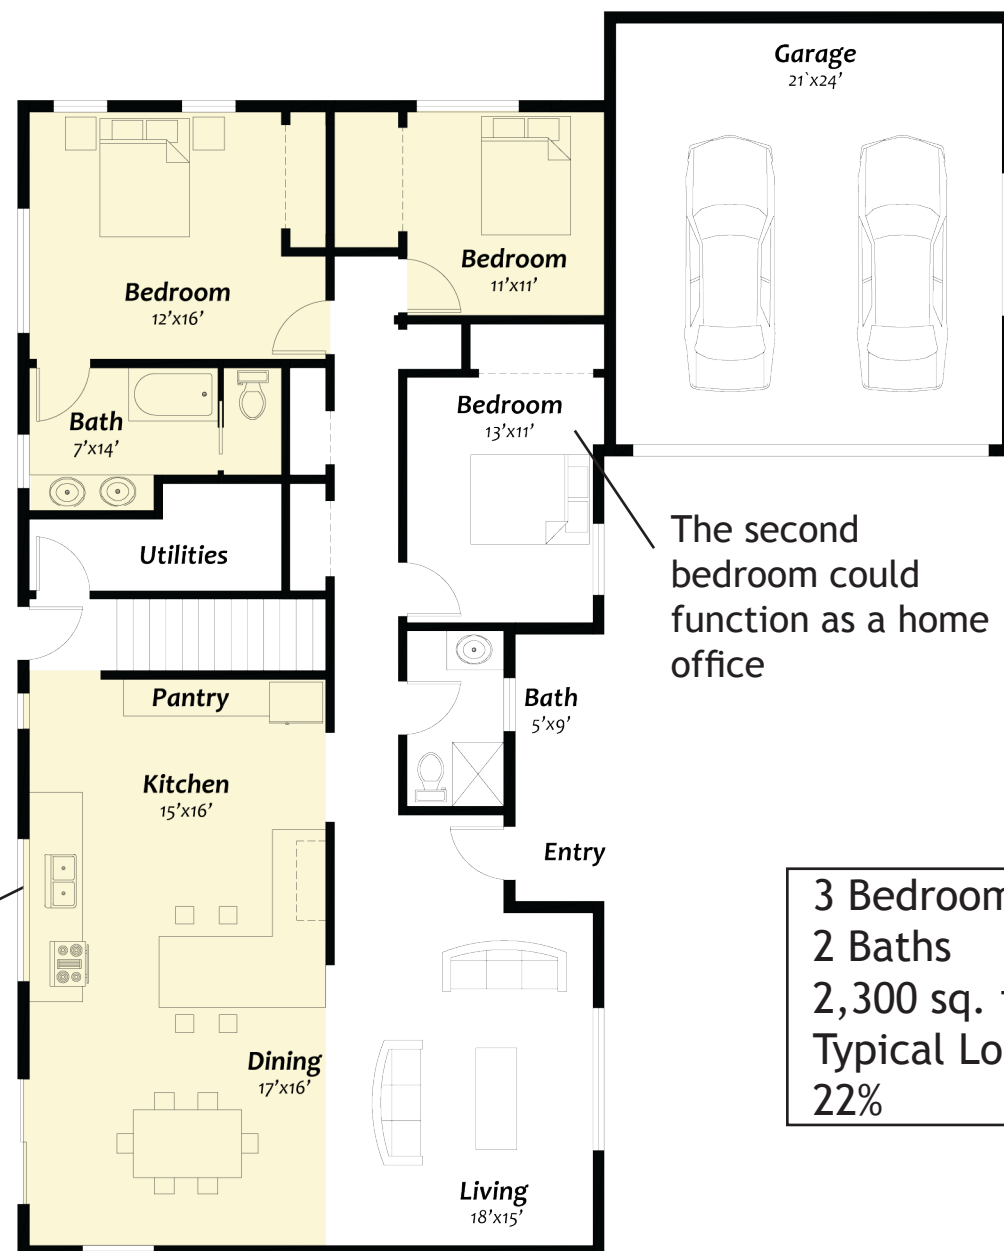 Garage
21`x24’
Bedroom
12’x16’
Bedroom
11’x11’
Bedroom
13’x11’
Bath
7’x14’
Utilities
The second
bedroom could
function as a home
office
Pantry
Bath
5’x9’
Kitchen
15’x16’
Entry
3 Bedroom
2 Baths
2,300 sq.
Typical
22%
Dining
17’x16’
Living
18’x15’